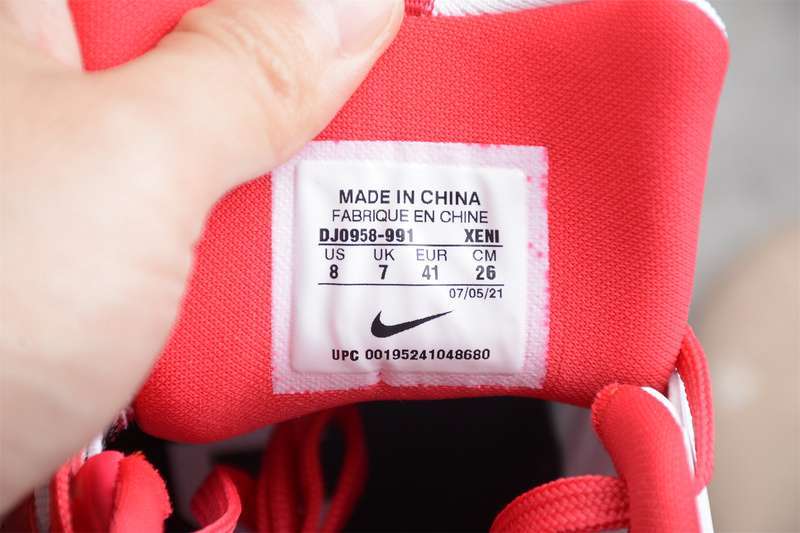 MADE IN CHINA
FABRIQUE EN CHINE
DJ0958-991 XENI
US UK EUR CM
8 7 41 26
07/05/21
UPC 00195241048680